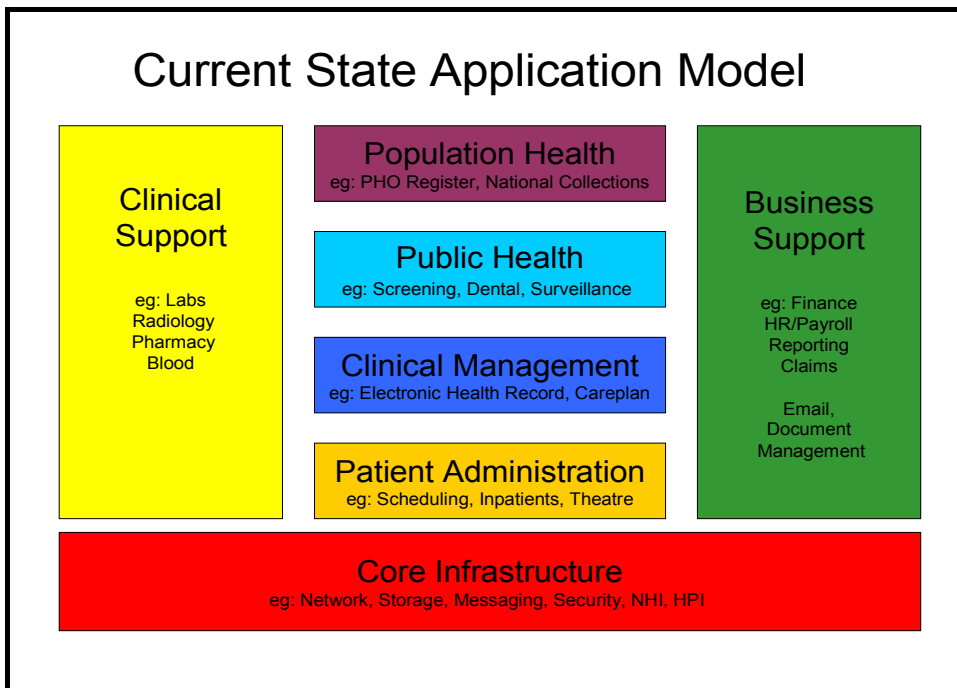 Current State Application Model
Clinical
Support
eg: Labs
Radiology
Pharmacy
Blood
Population Health
eg: PHO Register, National Collections
Public Health
eg: Screening, Dental, Surveillance
Clinical Management
eg: Electronic Health Record, Careplan
Patient Administration
eg: Scheduling, Inpatients, Theatre
Business
Support
eg: Finance
HR/Payroll
Reporting
Claims
Email,
Document
Management
Core Infrastructure
eg: Network, Storage, Messaging, Security, NHI, HPI